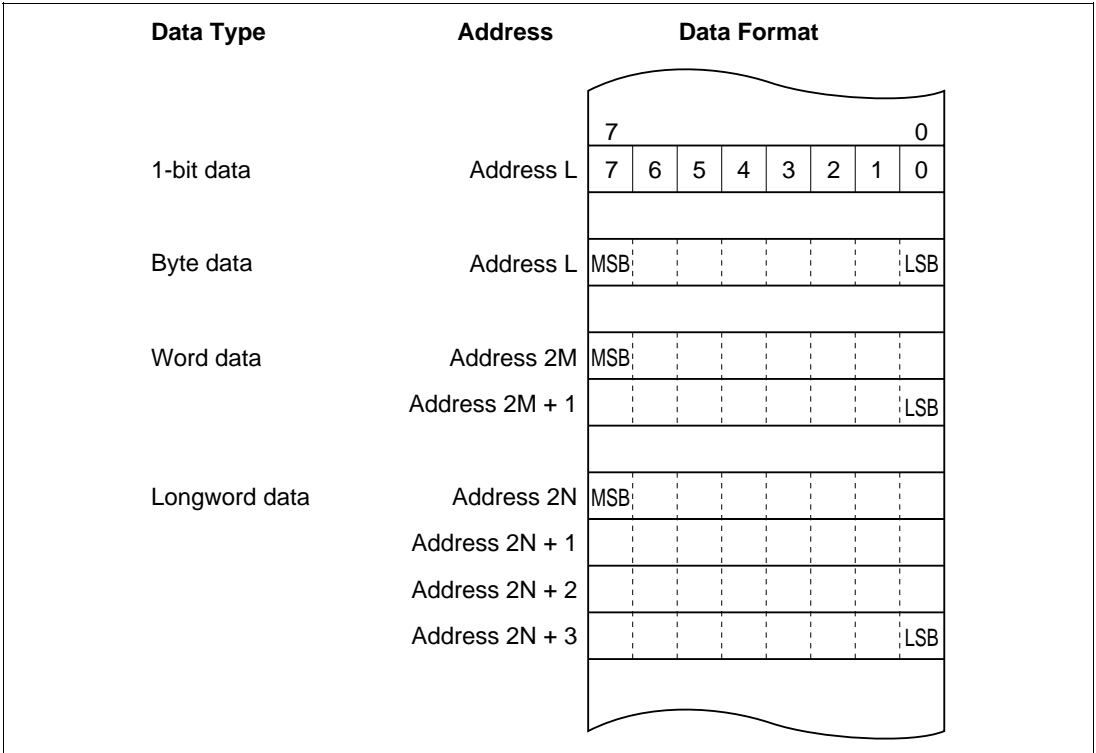 Data Type Address Data Format
7 0
1-bit data Address L 7 6 5 4 3 2 1 0
Byte data Address L MSB LSB
Word data Address 2M MSB
Address 2M + 1 LSB
Longword data Address 2N MSB
Address 2N + 1
Address 2N + 2
Address 2N + 3 LSB